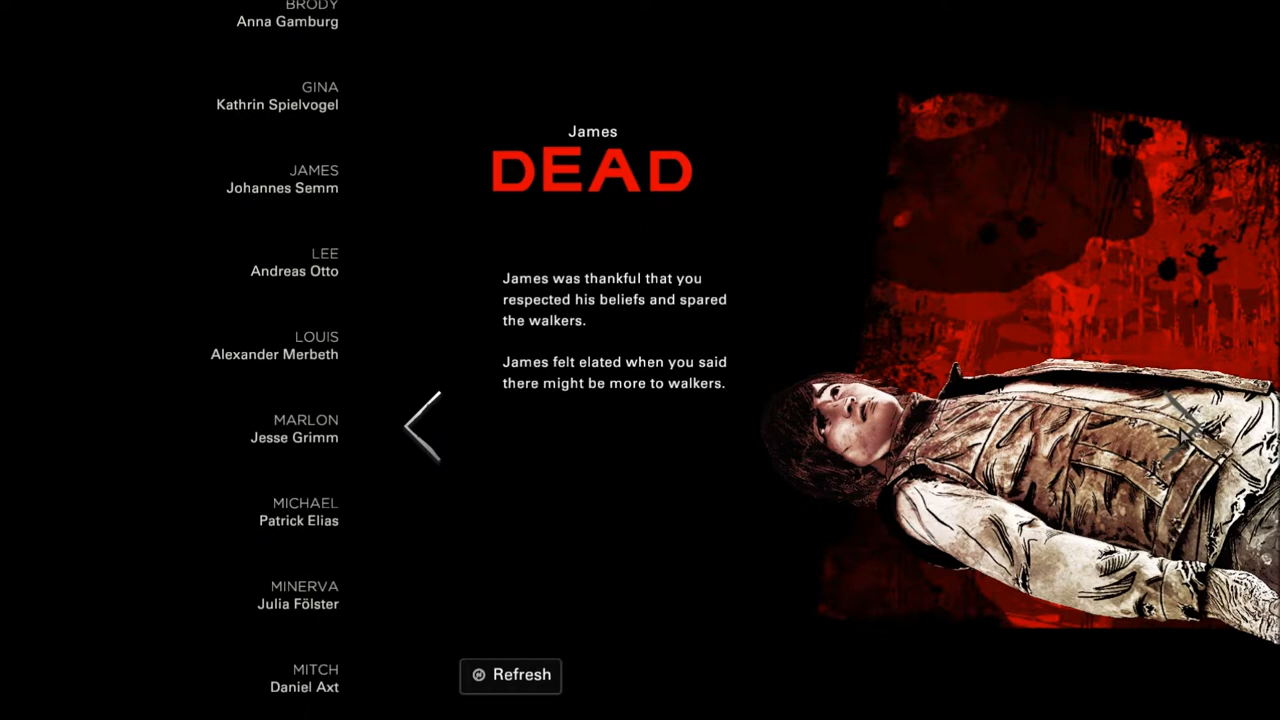 BRODY
Anna Gamburg
GINA
Kathrin Spielvogel
JAMES
Johannes Semm
LEE
Andreas Otto
LOUIS
Alexander Merbeth
MARLON
Jesse Grimm
MICHAEL
Patrick Elias
MINERVA
Julia Fölster
MITCH
Daniel Axt
James
DEAD
James was thankful that you
respected his beliefs and spared
the walkers.
James felt elated when you said
there might be more to walkers.
Refresh